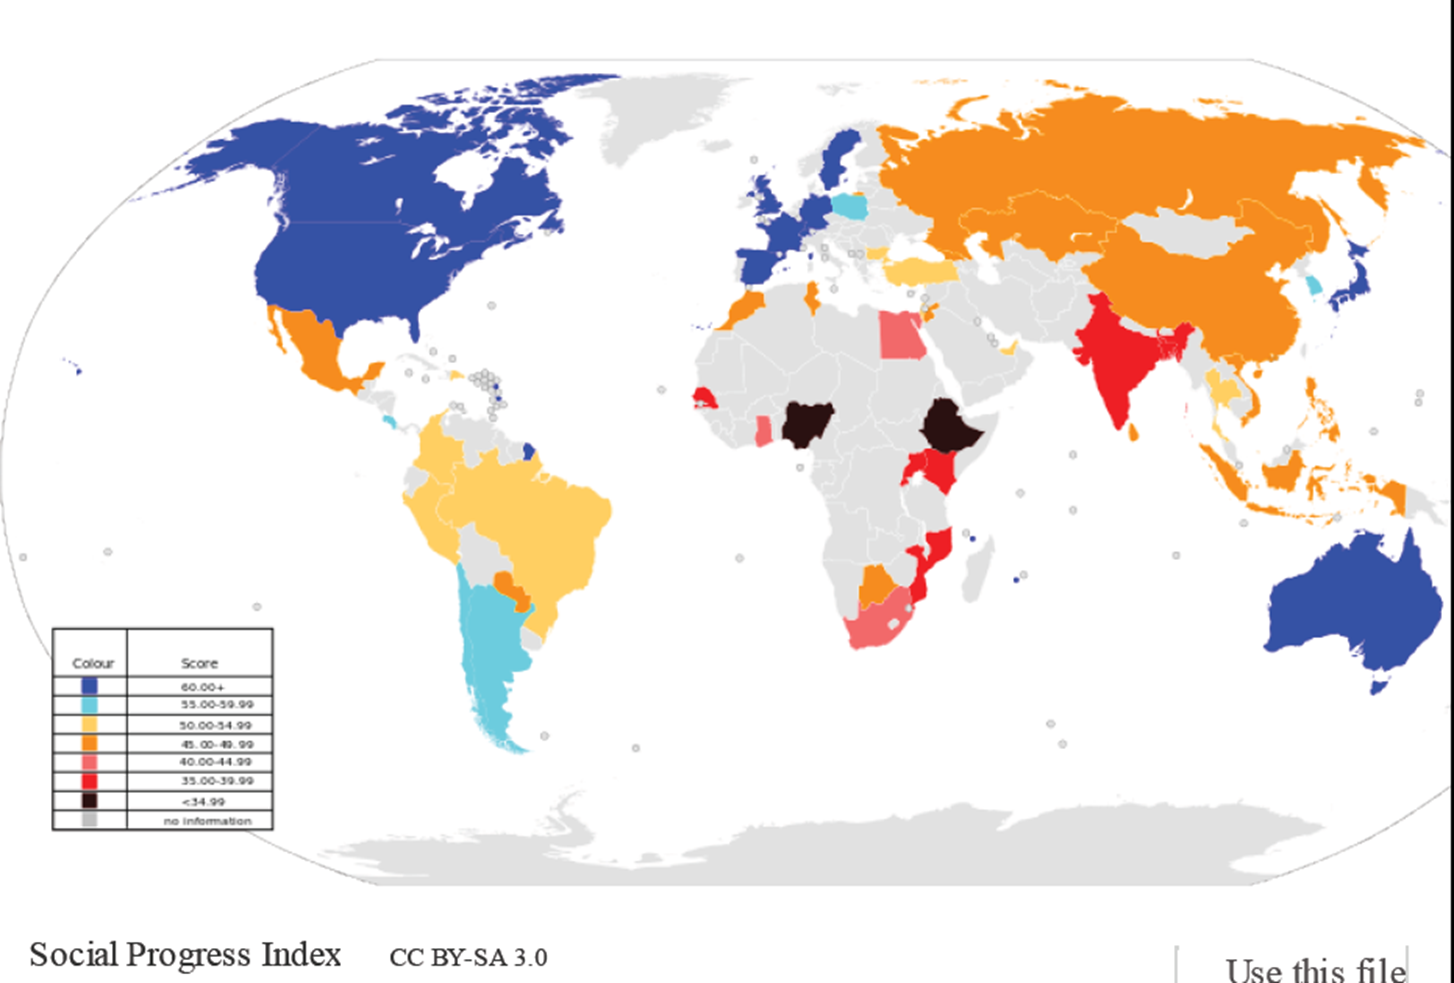 Colour Score
60.00+
55.00-59.99
50.00-54.99
45.00-49.99
40.00-44.99
35.00-39.99
<34.99
no information
Social Progress Index CC BY-SA 3.0
Use this file